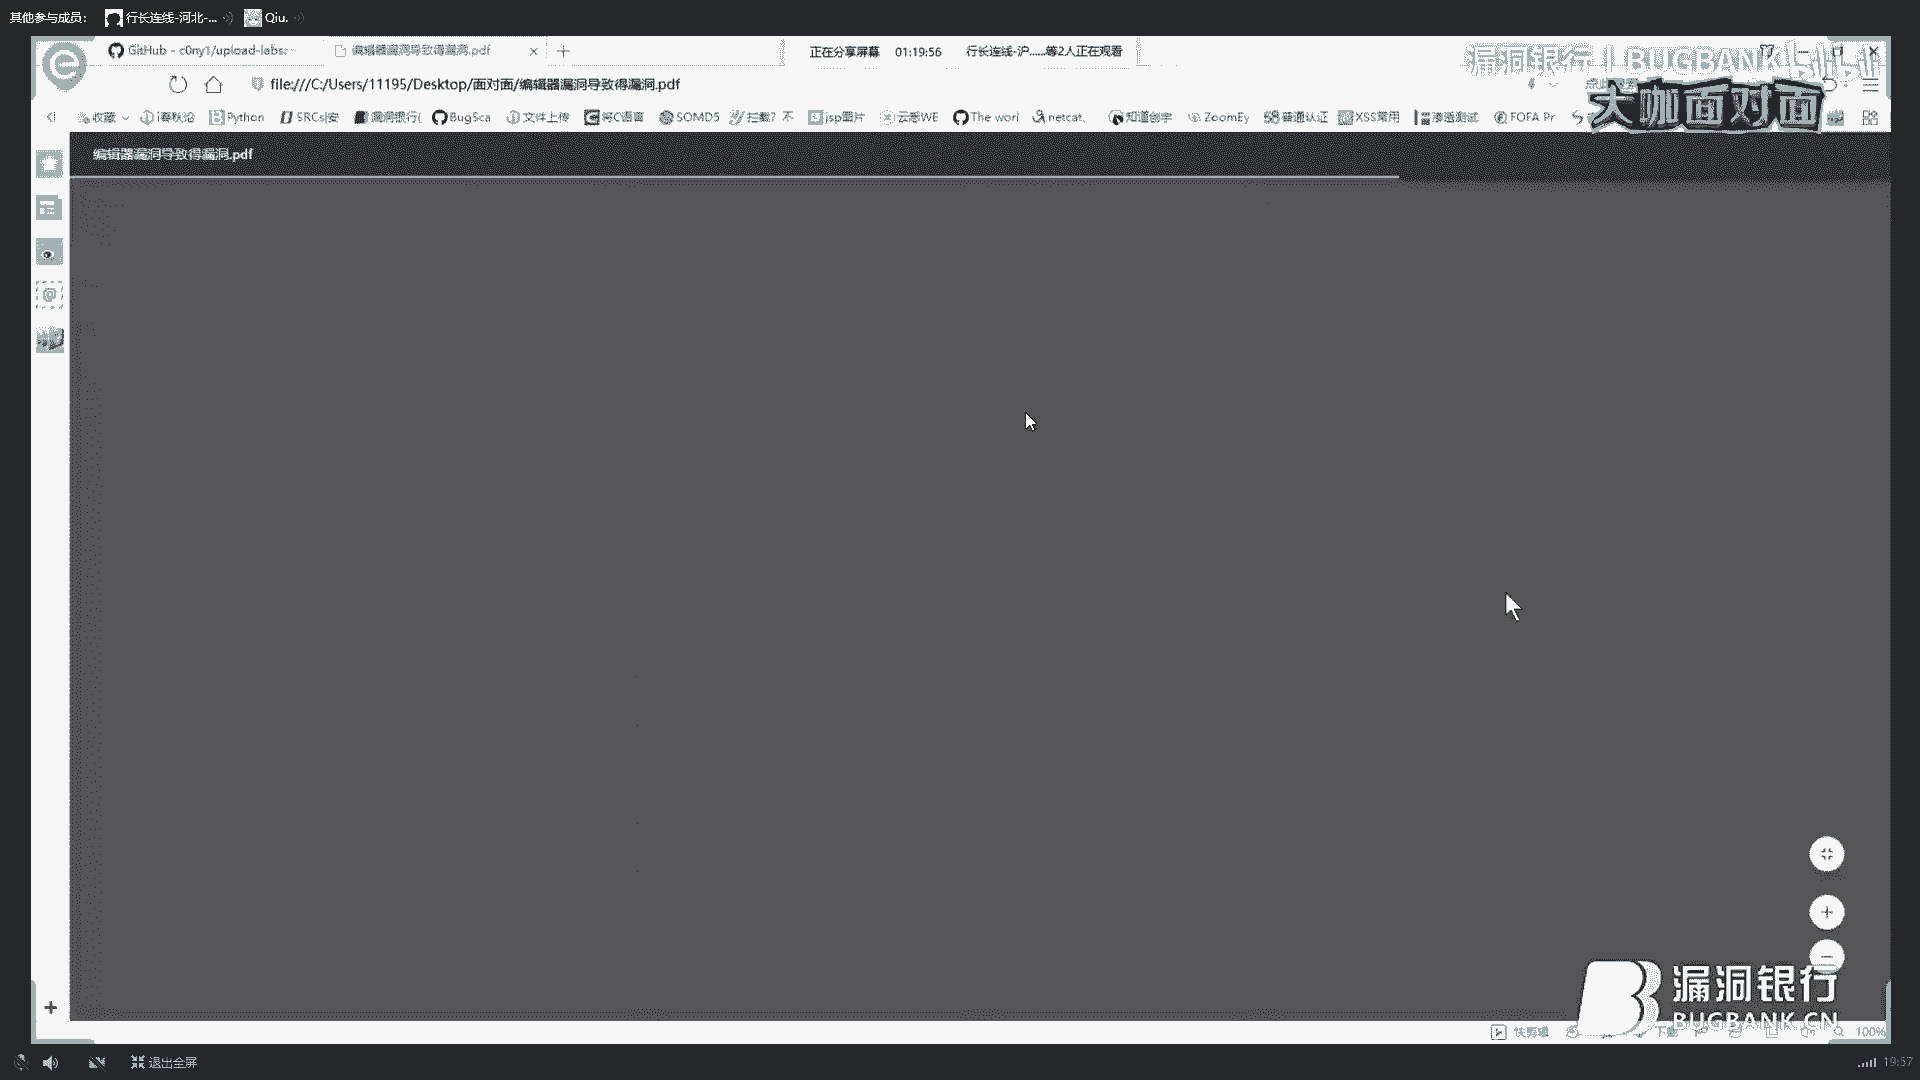 其他参与成员： 行长连线-河北-... Qiu.
GitHub - c0ny1/upload-labs: 编辑器漏洞导致得漏洞.pdf
正在分享屏幕 01:19:56 行长连线-沪......等2人正在观看
漏洞银行 | BUGBANK bilibili
file:///C:/Users/11195/Desktop/面对面/编辑器漏洞导致得漏洞.pdf
大咖面对面
收藏 i春秋论 Python SRCs|安 漏洞银行( BugSca 文件上传 将C语言 SOMD5 拦截？不 jsp图片 云悉WE The worl netcat, 知道创宇 ZoomEy 普通认证 XSS常用 渗透测试 FOFA Pr
编辑器漏洞导致得漏洞.pdf
漏洞银行
BUGBANK.CN
快剪辑 下载 100%
退出全屏 19:57